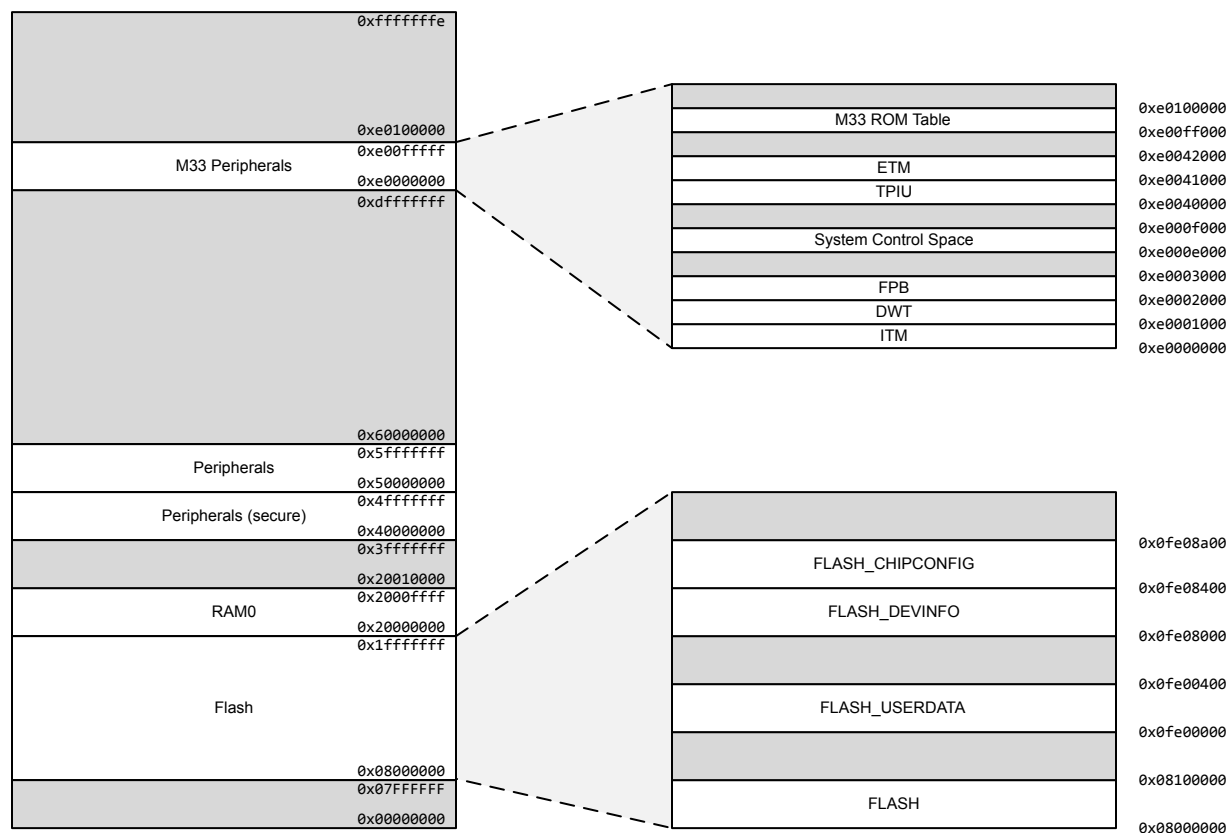 0xfffffffe
0xe0100000
0xe00fffff
M33 Peripherals
0xe0000000
0xdfffffff
0x60000000
0x5fffffff
Peripherals
0x50000000
0x4fffffff
Peripherals (secure)
0x40000000
0x3fffffff
0x20010000
0x2000ffff
RAM0
0x20000000
0x1fffffff
Flash
0x08000000
0x07FFFFFF
0x00000000
0xe0100000
M33 ROM Table
0xe00ff000
0xe0042000
ETM
0xe0041000
TPIU
0xe0040000
0xe000f000
System Control Space
0xe000e000
0xe0003000
FPB
0xe0002000
DWT
0xe0001000
ITM
0xe0000000
0x0fe08a00
FLASH_CHIPCONFIG
0x0fe08400
FLASH_DEVINFO
0x0fe08000
0x0fe00400
FLASH_USERDATA
0x0fe00000
0x08100000
FLASH
0x08000000